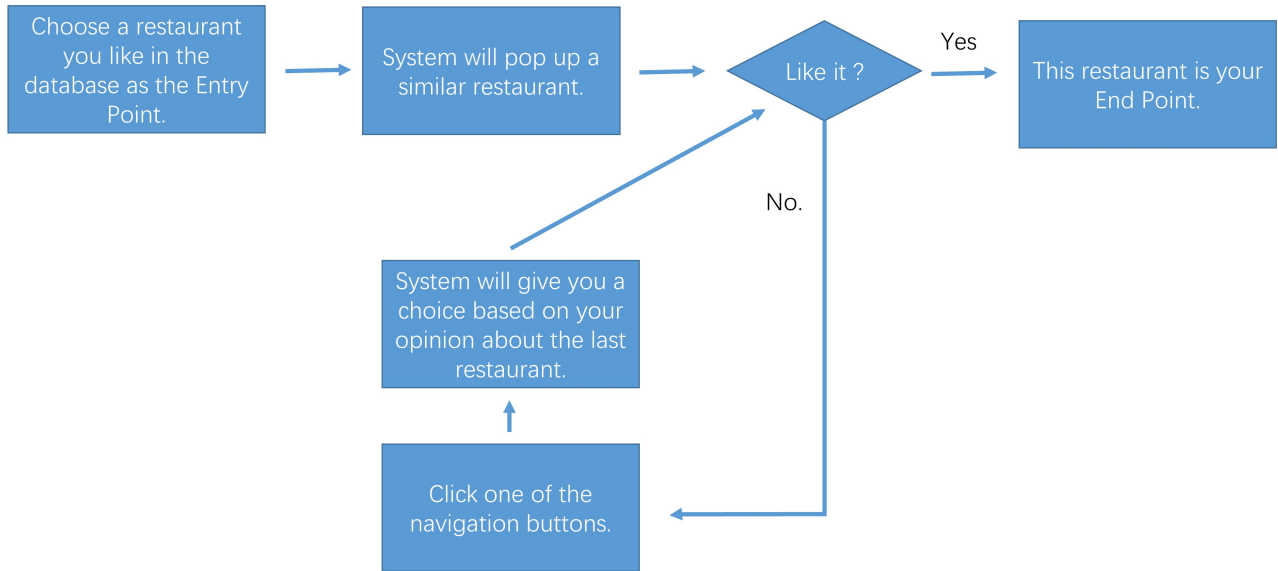 Choose a restaurant
you like in the
database as the Entry
Point.
System will pop up a
similar restaurant.
Like it ?
Yes
This restaurant is your
End Point.
No.
System will give you a
choice based on your
opinion about the last
restaurant.
Click one of the
navigation buttons.